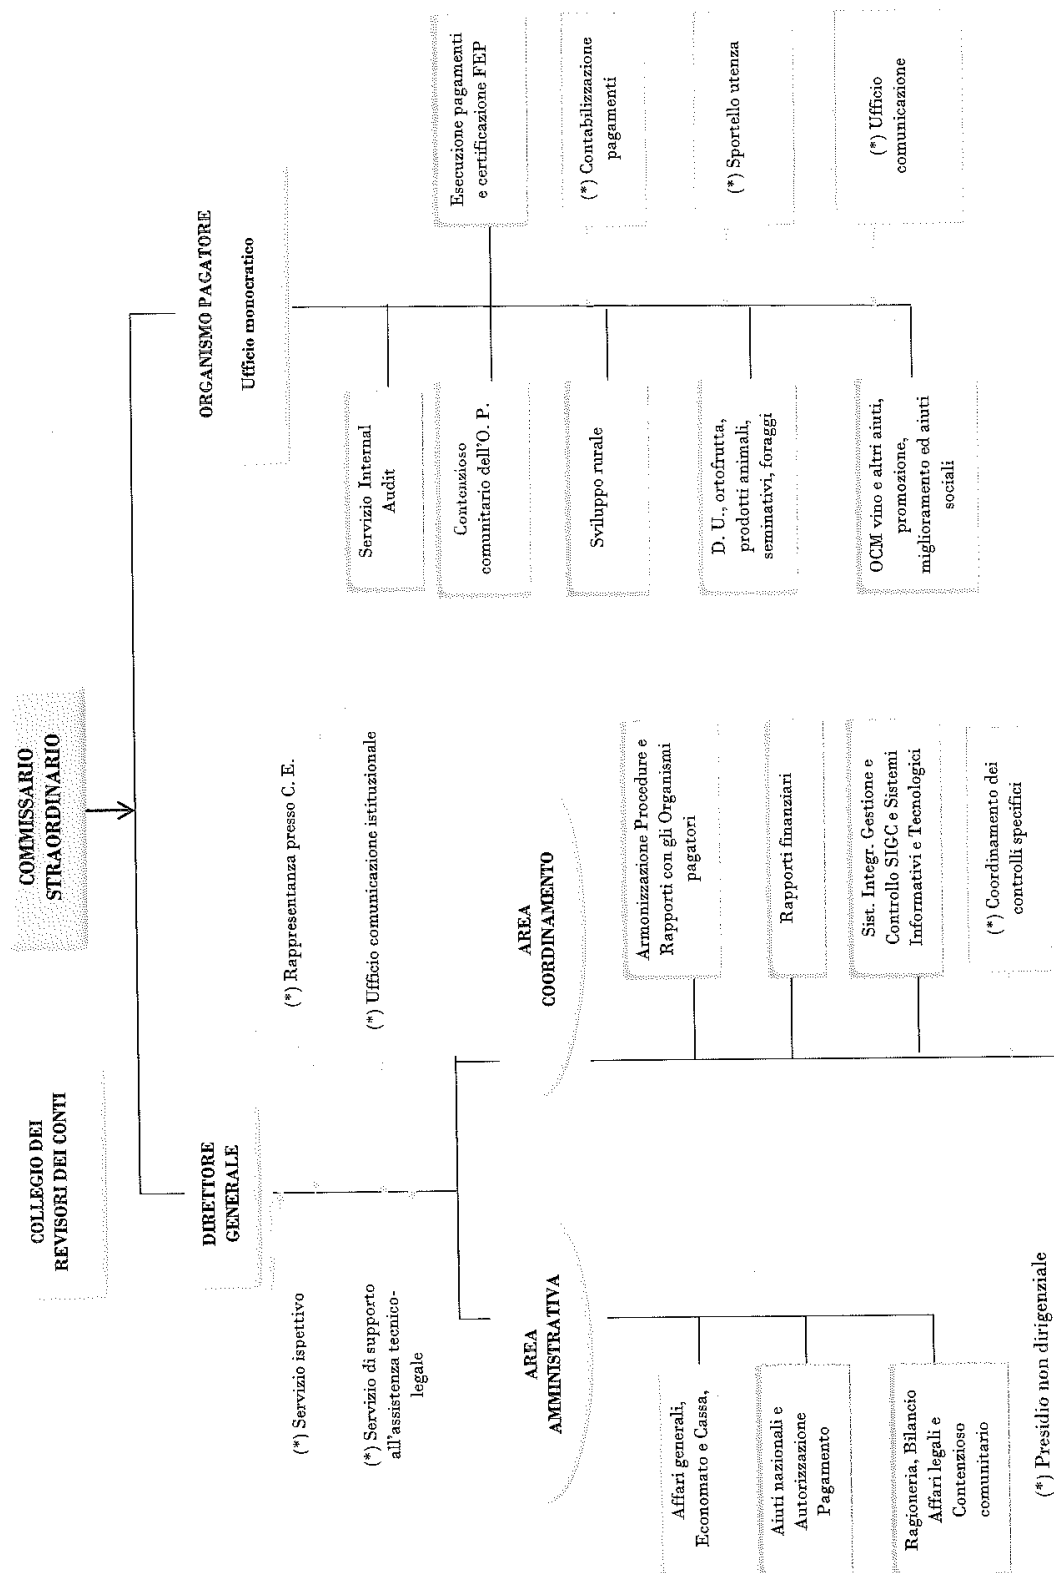 COLLEGIO DEI
REVISORI DEI CONTI
COMMISSARIO
STRAORDINARIO
DIRETTORE
GENERALE
ORGANISMO PAGATORE
Ufficio monocratico
(*) Servizio ispettivo
(*) Rappresentanza presso C. E.
(*) Servizio di supporto
all'assistenza tecnico-
legale
(*) Ufficio comunicazione istituzionale
AREA
AMMINISTRATIVA
AREA
COORDINAMENTO
Affari generali,
Economato e Cassa,
Aiuti nazionali e
Autorizzazione
Pagamento
Ragioneria, Bilancio
Affari legali e
Contenzioso
comunitario
Armonizzazione Procedure e
Rapporti con gli Organismi
pagatori
Rapporti finanziari
Sist. Integr. Gestione e
Controllo SIGC e Sistemi
Informativi e Tecnologici
(*) Coordinamento dei
controlli specifici
Servizio Internal
Audit
Contenzioso
comunitario dell'O. P.
Sviluppo rurale
D. U., ortofrutta,
prodotti animali,
seminativi, foraggi
OCM vino e altri aiuti,
promozione,
miglioramento ed aiuti
sociali
Esecuzione pagamenti
e certificazione FEP
(*) Contabilizzazione
pagamenti
(*) Sportello utenza
(*) Ufficio
comunicazione
(*) Presidio non dirigenziale